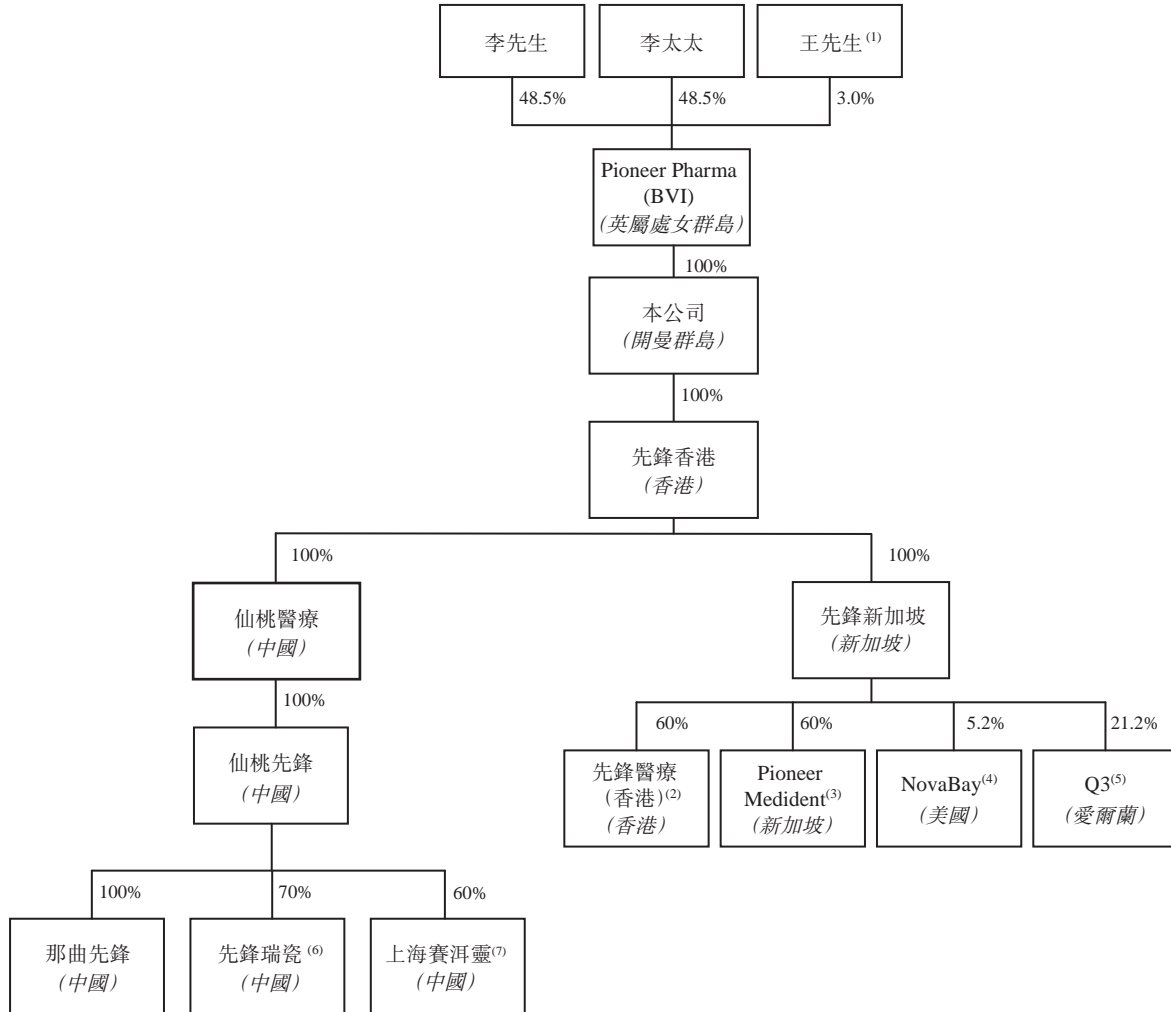 李先生
李太太
王先生 (1)
48.5%
48.5%
3.0%
Pioneer Pharma
(BVI)
(英屬處女群島)
100%
本公司
(開曼群島)
100%
先鋒香港
(香港)
100%
100%
仙桃醫療
(中國)
先鋒新加坡
(新加坡)
100%
60%
60%
5.2%
21.2%
仙桃先鋒
(中國)
先鋒醫療
(香港)(2)
(香港)
Pioneer
Medident(3)
(新加坡)
NovaBay(4)
(美國)
Q3(5)
(愛爾蘭)
100%
70%
60%
那曲先鋒
(中國)
先鋒瑞瓷 (6)
(中國)
上海賽洱靈(7)
(中國)